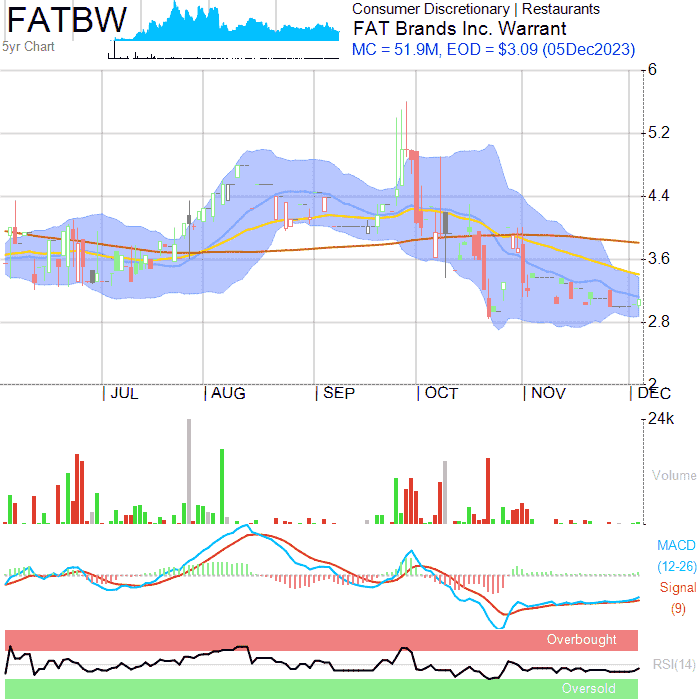 FATBW
5yr Chart
Consumer Discretionary | Restaurants
FAT Brands Inc. Warrant
MC = 51.9M, EOD = $3.09 (05Dec2023)
6
5.2
4.4
3.6
2.8
2
JUL
AUG
SEP
OCT
NOV
DEC
24k
Volume
MACD
(12-26)
Signal
(9)
Overbought
RSI(14)
Oversold